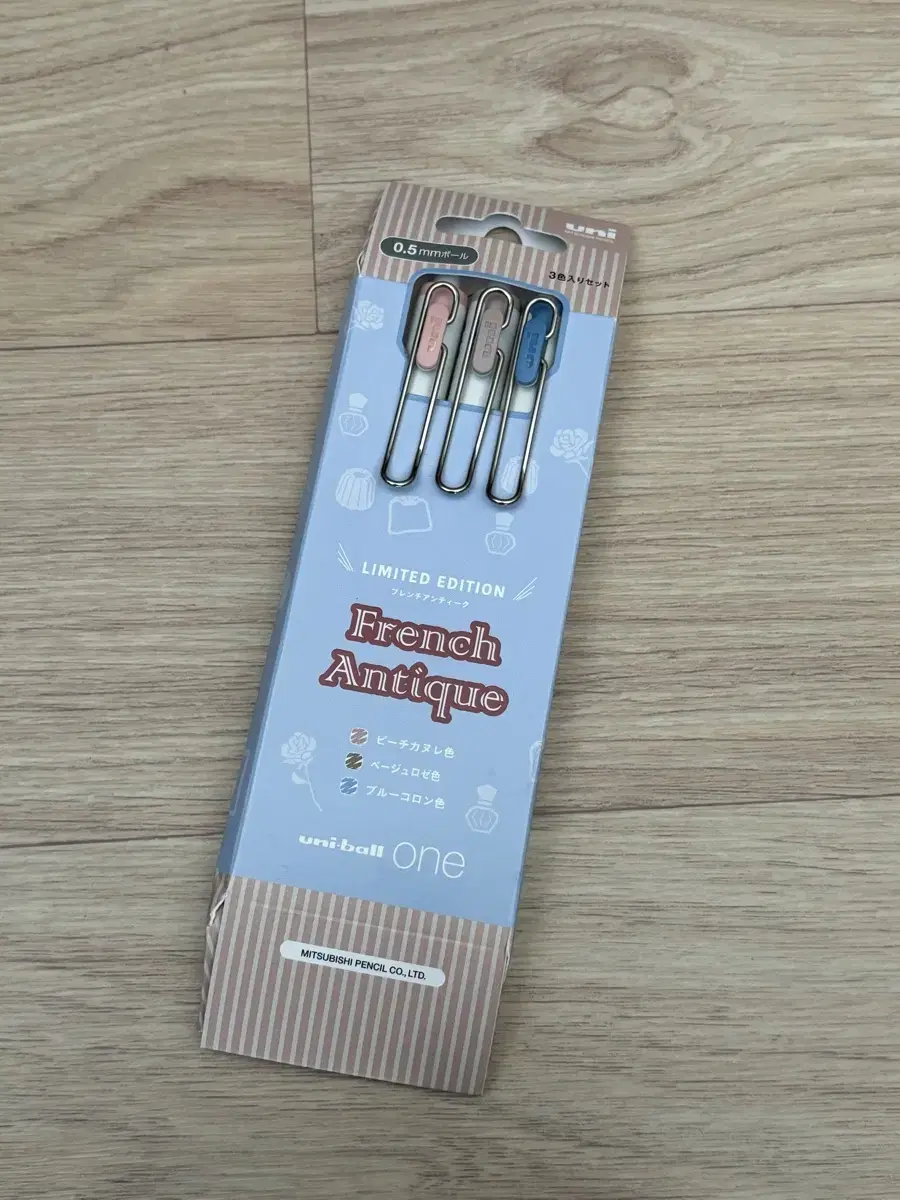 uni
0.5mmボール
3色入りセット
LIMITED EDITION
フレンチアンティーク
French
Antique
ピーチカヌレ色
ベージュロゼ色
ブルーコロン色
uni-ball one
MITSUBISHI PENCIL CO., LTD.